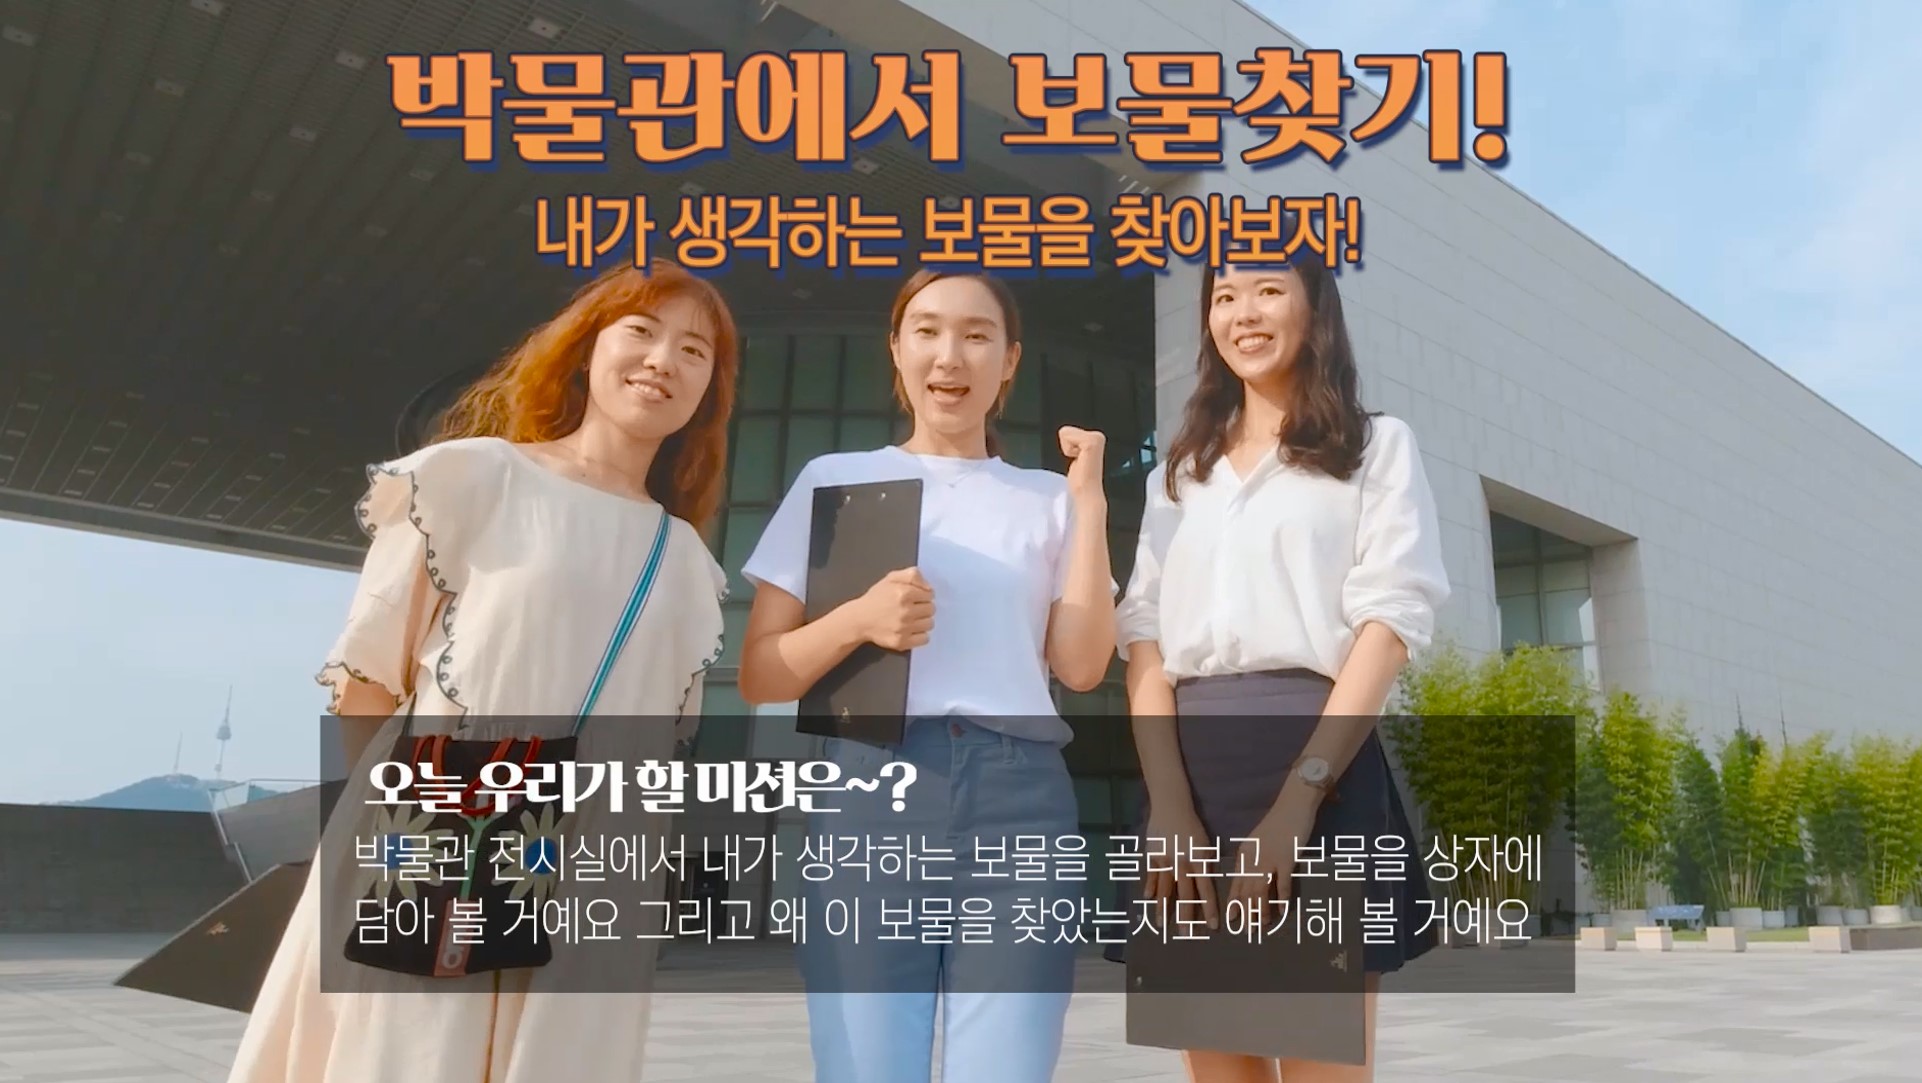 박물관에서 보물찾기!
내가 생각하는 보물을 찾아보자!
오늘 우리가 할 미션은~?
박물관 전시실에서 내가 생각하는 보물을 골라보고, 보물을 상자에
담아 볼 거예요 그리고 왜 이 보물을 찾았는지도 얘기해 볼 거예요